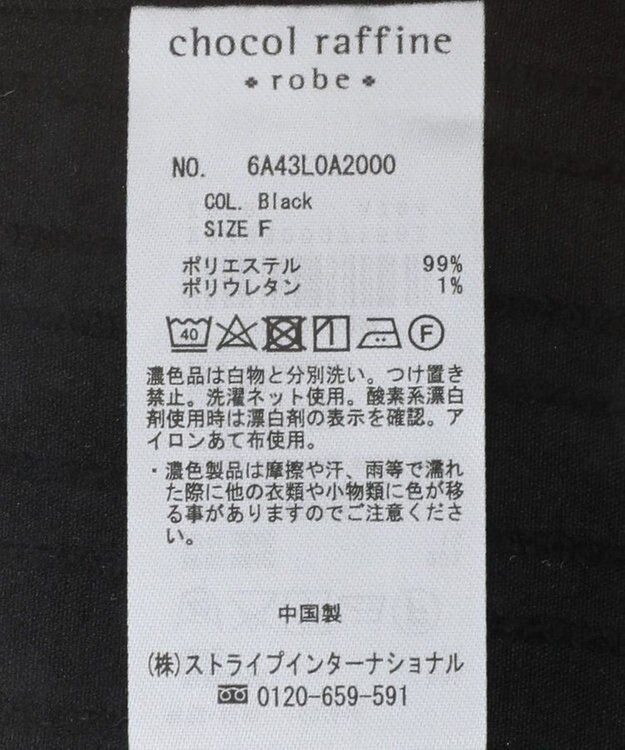 chocol raffine
robe
NO. 6A43L0A2000
COL. Black
SIZE F
ポリエステル 99%
ポリウレタン 1%
40 F
濃色品は白物と分別洗い。つけ置き
禁止。洗濯ネット使用。酸素系漂白
剤使用時は漂白剤の表示を確認。ア
イロンあて布使用。
・濃色製品は摩擦や汗、雨等で濡れ
た際に他の衣類や小物類に色が移
る事がありますのでご注意くださ
い。
中国製
(株)ストライプインターナショナル
0120-659-591